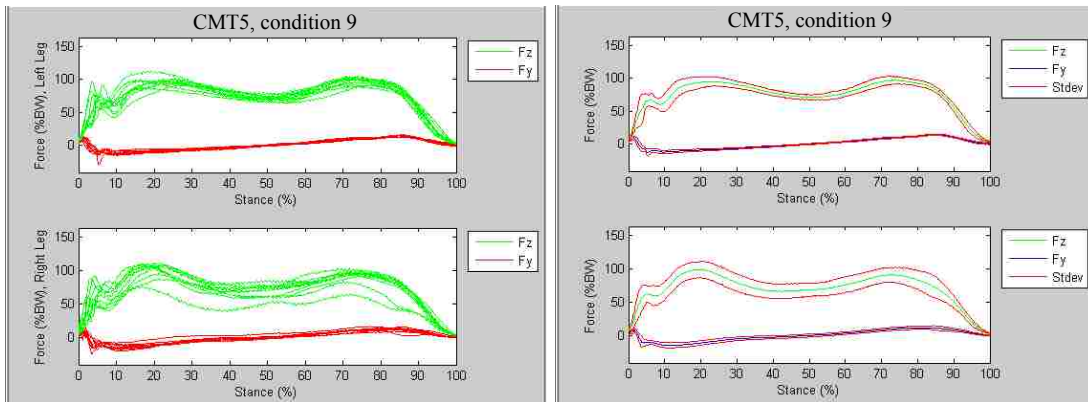 CMT5, condition 9
150
100
50
0
Force (%BW), Left Leg
0 10 20 30 40 50 60 70 80 90 100
Stance (%)
Fz
Fy
150
100
50
0
Force (%BW), Right Leg
0 10 20 30 40 50 60 70 80 90 100
Stance (%)
Fz
Fy
CMT5, condition 9
150
100
50
0
Force (%BW)
0 10 20 30 40 50 60 70 80 90 100
Stance (%)
Fz
Fy
Stdev
150
100
50
0
Force (%BW)
0 10 20 30 40 50 60 70 80 90 100
Stance (%)
Fz
Fy
Stdev